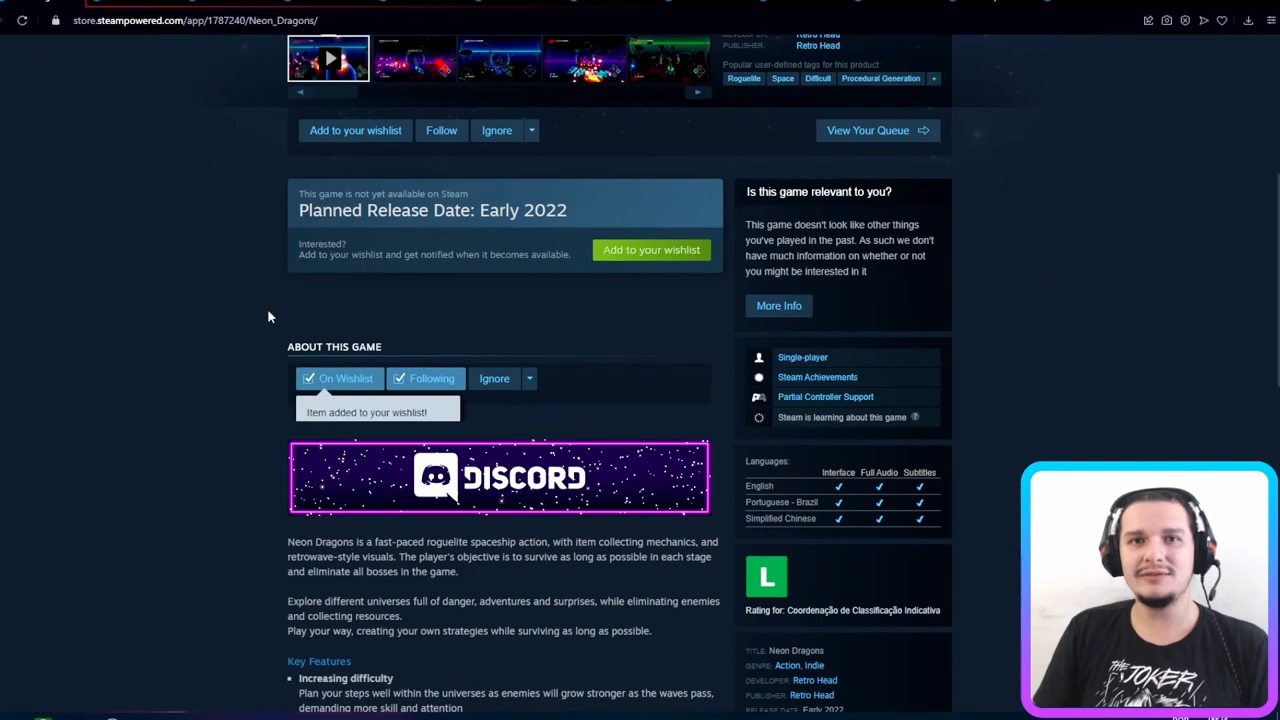 store.steampowered.com/app/1787240/Neon_Dragons/
PUBLISHER: Retro Head
Retro Head
Popular user-defined tags for this product:
Roguelite Space Difficult Procedural Generation +
Add to your wishlist Follow Ignore View Your Queue
This game is not yet available on Steam
Planned Release Date: Early 2022
Interested?
Add to your wishlist and get notified when it becomes available.
Add to your wishlist
Is this game relevant to you?
This game doesn't look like other things
you've played in the past. As such we don't
have much information on whether or not
you might be interested in it
More Info
ABOUT THIS GAME
On Wishlist Following Ignore
Item added to your wishlist!
DISCORD
Neon Dragons is a fast-paced roguelite spaceship action, with item collecting mechanics, and
retrowave-style visuals. The player's objective is to survive as long as possible in each stage
and eliminate all bosses in the game.
Explore different universes full of danger, adventures and surprises, while eliminating enemies
and collecting resources.
Play your way, creating your own strategies while surviving as long as possible.
Key Features
Increasing difficulty
Plan your steps well within the universes as enemies will grow stronger as the waves pass,
demanding more skill and attention
Single-player
Steam Achievements
Partial Controller Support
Steam is learning about this game ?
Languages:
Interface Full Audio Subtitles
English ✔ ✔ ✔
Portuguese - Brazil ✔ ✔ ✔
Simplified Chinese ✔ ✔ ✔
L
Rating for: Coordenação de Classificação Indicativa
TITLE: Neon Dragons
GENRE: Action, Indie
DEVELOPER: Retro Head
PUBLISHER: Retro Head
RELEASE DATE: Early 2022
THE JOKER